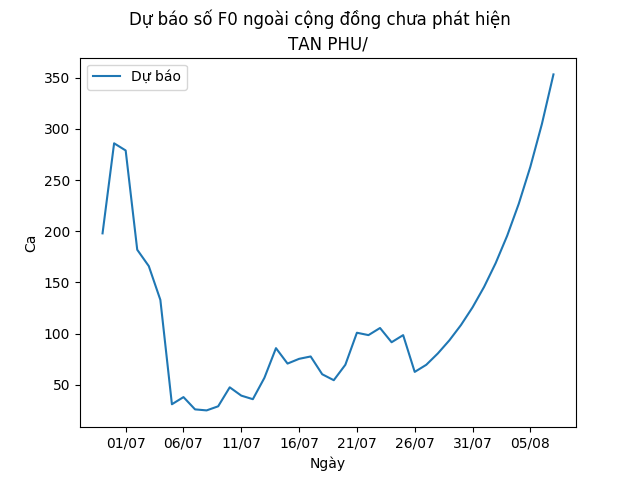 Dự báo số F0 ngoài cộng đồng chưa phát hiện
TAN PHU/
Dự báo
350
300
250
200
150
100
50
Ca
01/07 06/07 11/07 16/07 21/07 26/07 31/07 05/08
Ngày